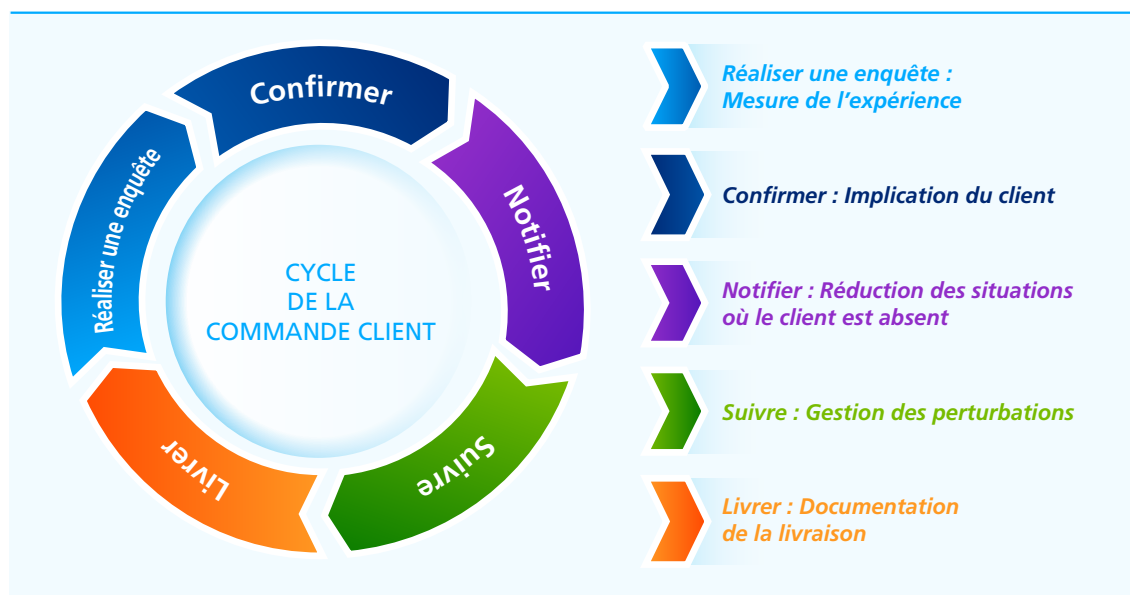 Confirmer
Notifier
Suivre
Livrer
Réaliser une enquête
CYCLE
DE LA
COMMANDE CLIENT
Réaliser une enquête :
Mesure de l’expérience
Confirmer : Implication du client
Notifier : Réduction des situations
où le client est absent
Suivre : Gestion des perturbations
Livrer : Documentation
de la livraison